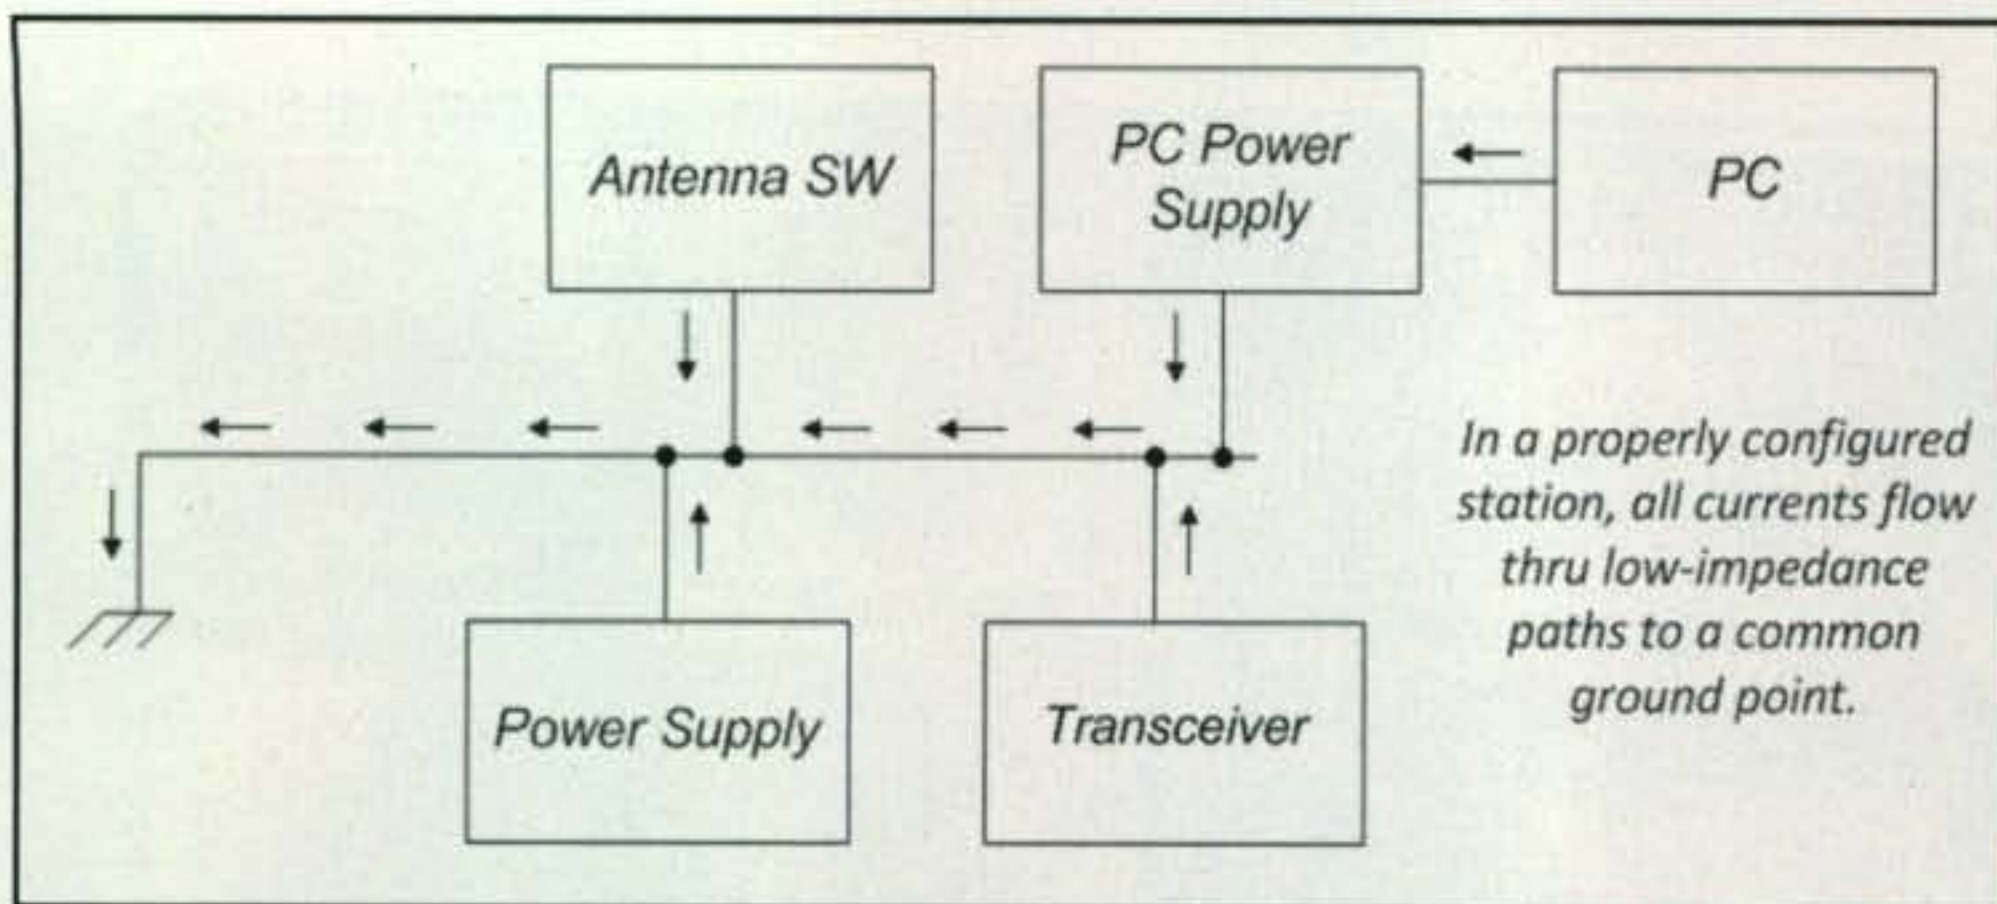 Antenna SW
PC Power
Supply
PC
In a properly configured
station, all currents flow
thru low-impedance
paths to a common
ground point.
Power Supply
Transceiver